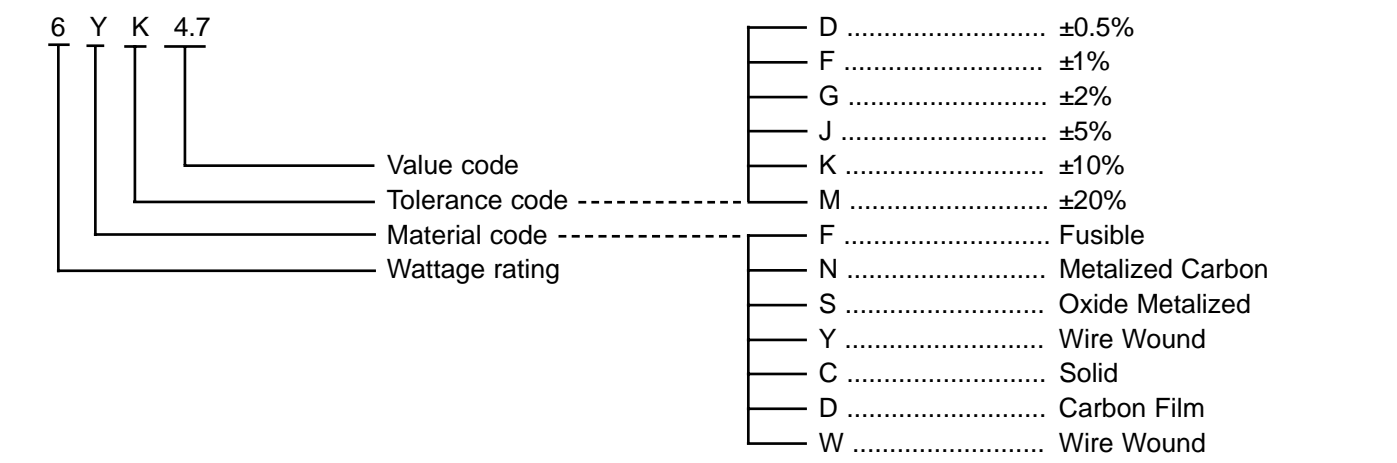 6 Y K 4.7
Value code
Tolerance code
Material code
Wattage rating
D ........................... ±0.5%
F ........................... ±1%
G ........................... ±2%
J ............................ ±5%
K ........................... ±10%
M ........................... ±20%
F ............................ Fusible
N ........................... Metalized Carbon
S ........................... Oxide Metalized
Y ........................... Wire Wound
C ........................... Solid
D ........................... Carbon Film
W .......................... Wire Wound